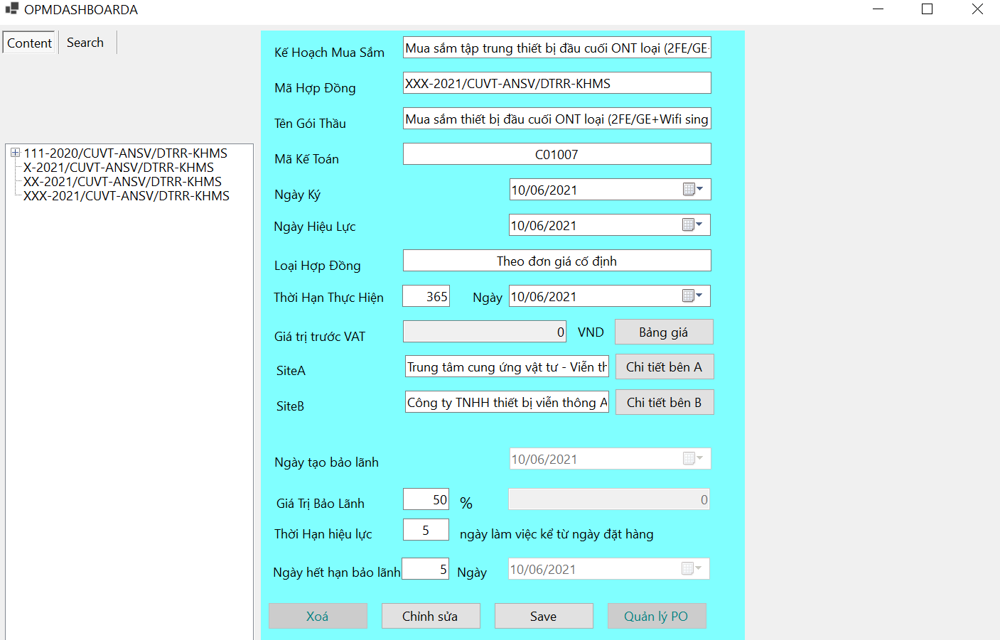 OPMDASHBOARDA
Content Search
111-2020/CUVT-ANSV/DTRR-KHMS
X-2021/CUVT-ANSV/DTRR-KHMS
XX-2021/CUVT-ANSV/DTRR-KHMS
XXX-2021/CUVT-ANSV/DTRR-KHMS
Kế Hoạch Mua Sắm Mua sắm tập trung thiết bị đầu cuối ONT loại (2FE/GE-
Mã Hợp Đồng XXX-2021/CUVT-ANSV/DTRR-KHMS
Tên Gói Thầu Mua sắm thiết bị đầu cuối ONT loại (2FE/GE+Wifi sing
Mã Kế Toán C01007
Ngày Ký 10/06/2021
Ngày Hiệu Lực 10/06/2021
Loại Hợp Đồng Theo đơn giá cố định
Thời Hạn Thực Hiện 365 Ngày 10/06/2021
Giá trị trước VAT 0 VND Bảng giá
SiteA Trung tâm cung ứng vật tư - Viễn th Chi tiết bên A
SiteB Công ty TNHH thiết bị viễn thông A Chi tiết bên B
Ngày tạo bảo lãnh 10/06/2021
Giá Trị Bảo Lãnh 50 % 0
Thời Hạn hiệu lực 5 ngày làm việc kể từ ngày đặt hàng
Ngày hết hạn bảo lãnh 5 Ngày 10/06/2021
Xoá Chỉnh sửa Save Quản lý PO